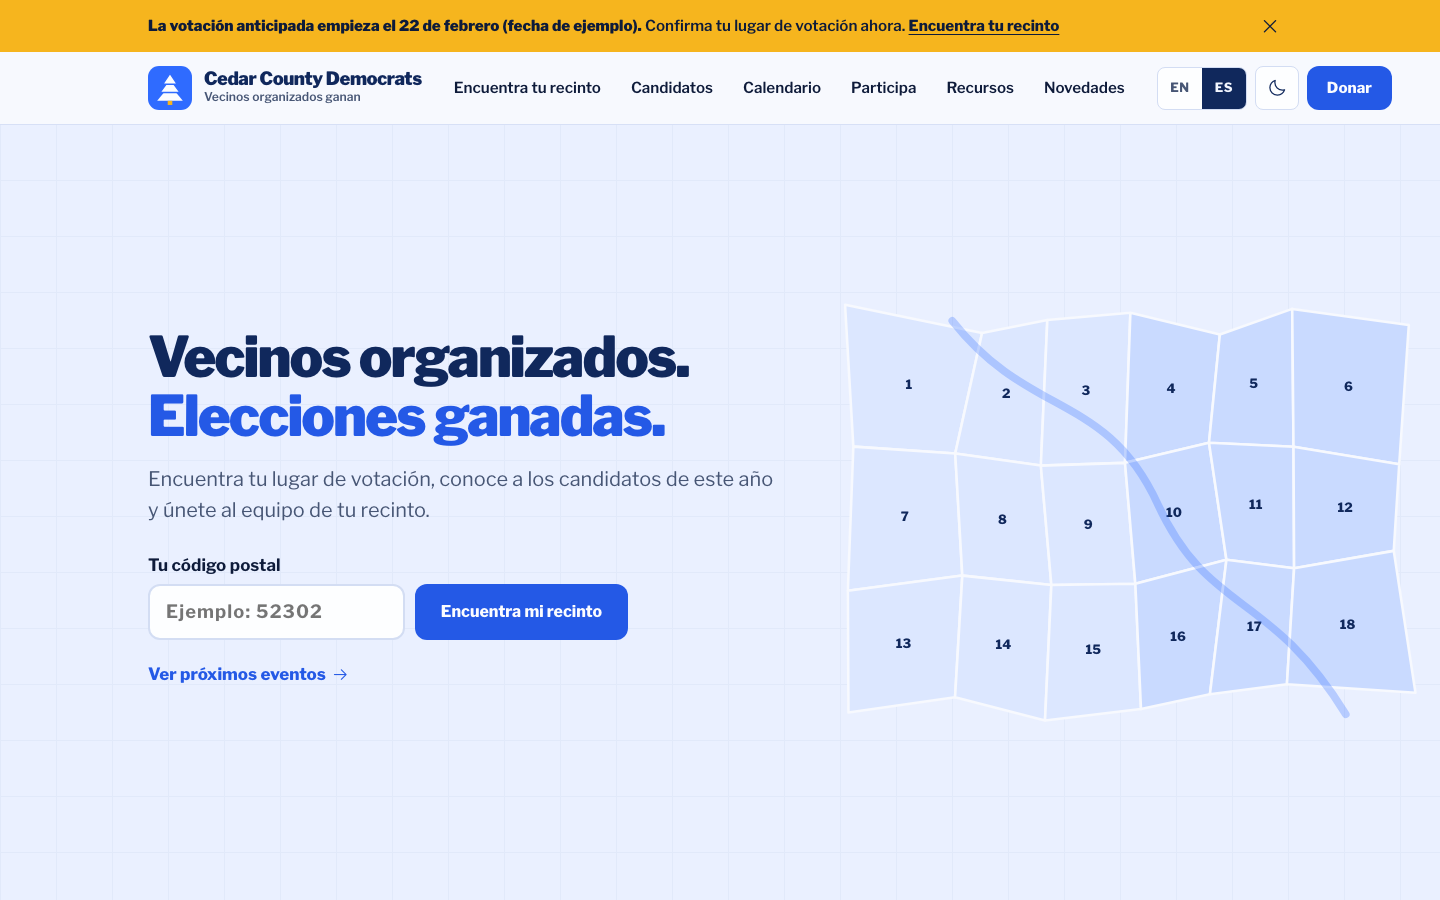 La votación anticipada empieza el 22 de febrero (fecha de ejemplo). Confirma tu lugar de votación ahora. Encuentra tu recinto
Cedar County Democrats
Vecinos organizados ganan
Encuentra tu recinto
Candidatos
Calendario
Participa
Recursos
Novedades
EN
ES
Donar
Vecinos organizados.
Elecciones ganadas.
Encuentra tu lugar de votación, conoce a los candidatos de este año
y únete al equipo de tu recinto.
Tu código postal
Ejemplo: 52302
Encuentra mi recinto
Ver próximos eventos →
1
2
3
4
5
6
7
8
9
10
11
12
13
14
15
16
17
18